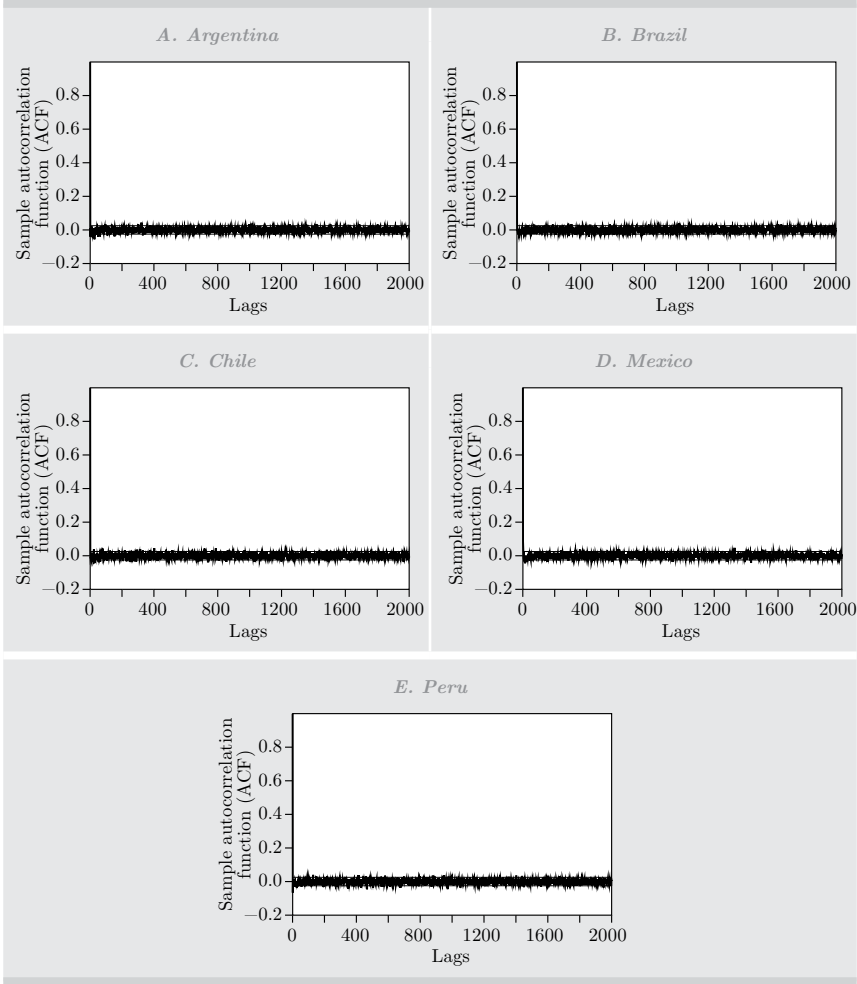 A. Argentina
Sample autocorrelation
function (ACF)
0.8
0.6
0.4
0.2
0.0
−0.2
0 400 800 1200 1600 2000
Lags
B. Brazil
Sample autocorrelation
function (ACF)
0.8
0.6
0.4
0.2
0.0
−0.2
0 400 800 1200 1600 2000
Lags
C. Chile
Sample autocorrelation
function (ACF)
0.8
0.6
0.4
0.2
0.0
−0.2
0 400 800 1200 1600 2000
Lags
D. Mexico
Sample autocorrelation
function (ACF)
0.8
0.6
0.4
0.2
0.0
−0.2
0 400 800 1200 1600 2000
Lags
E. Peru
Sample autocorrelation
function (ACF)
0.8
0.6
0.4
0.2
0.0
−0.2
0 400 800 1200 1600 2000
Lags